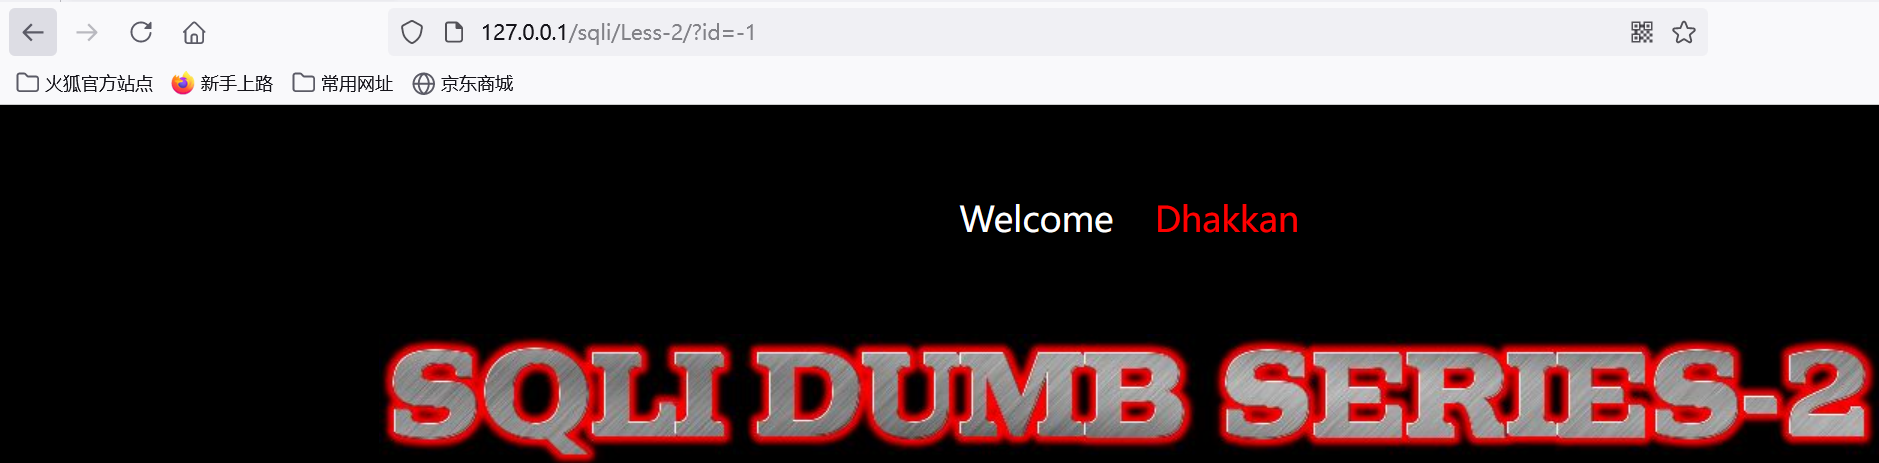 127.0.0.1/sqli/Less-2/?id=-1
火狐官方站点 新手上路 常用网址 京东商城
Welcome Dhakkan
SQLI DUMB SERIES-2